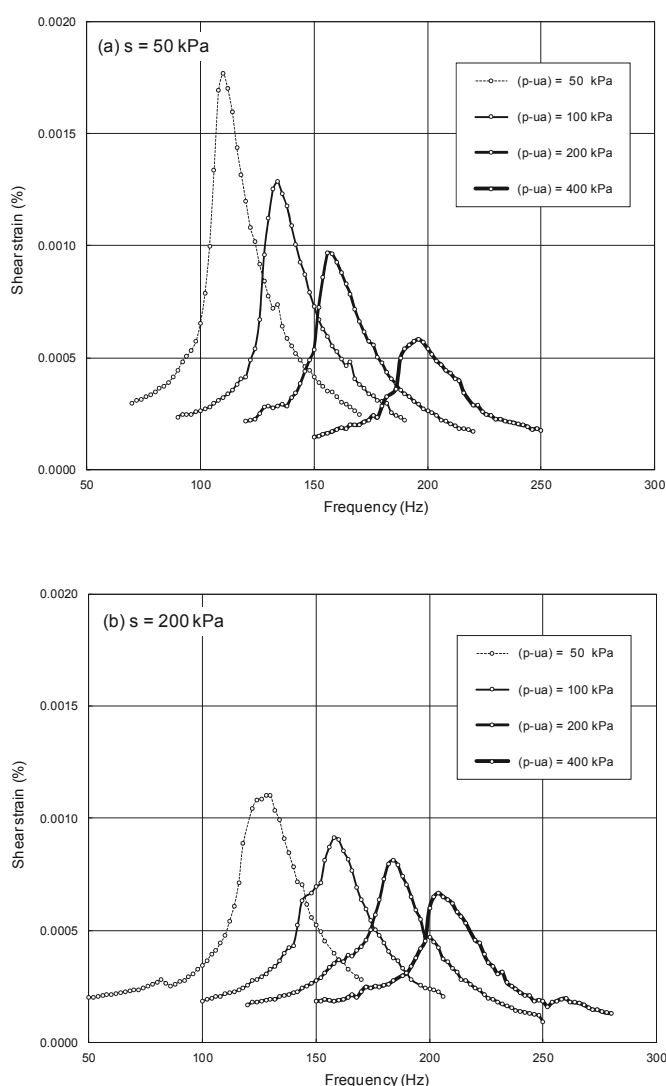 0.0020
(a) s = 50 kPa
(p-ua) = 50 kPa
0.0015
(p-ua) = 100 kPa
(p-ua) = 200 kPa
(p-ua) = 400 kPa
0.0010
Shear strain (%)
0.0005
0.0000
50 100 150 200 250 300
Frequency (Hz)
0.0020
(b) s = 200 kPa
(p-ua) = 50 kPa
(p-ua) = 100 kPa
0.0015
(p-ua) = 200 kPa
(p-ua) = 400 kPa
0.0010
Shear strain (%)
0.0005
0.0000
50 100 150 200 250 300
Frequency (Hz)